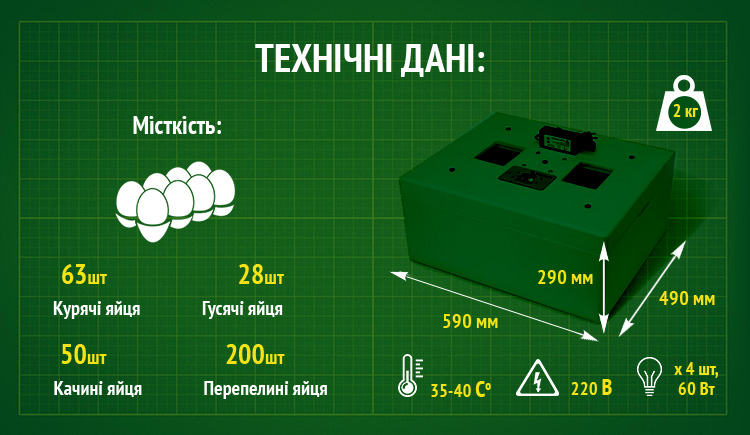 ТЕХНІЧНІ ДАНІ:
2 кг
Місткість:
63шт
28шт
Курячі яйця
Гусячі яйця
50шт
200шт
Качині яйця
Перепелині яйця
290 мм
490 мм
590 мм
35-40 Cº
220 В
х 4 шт,
60 Вт